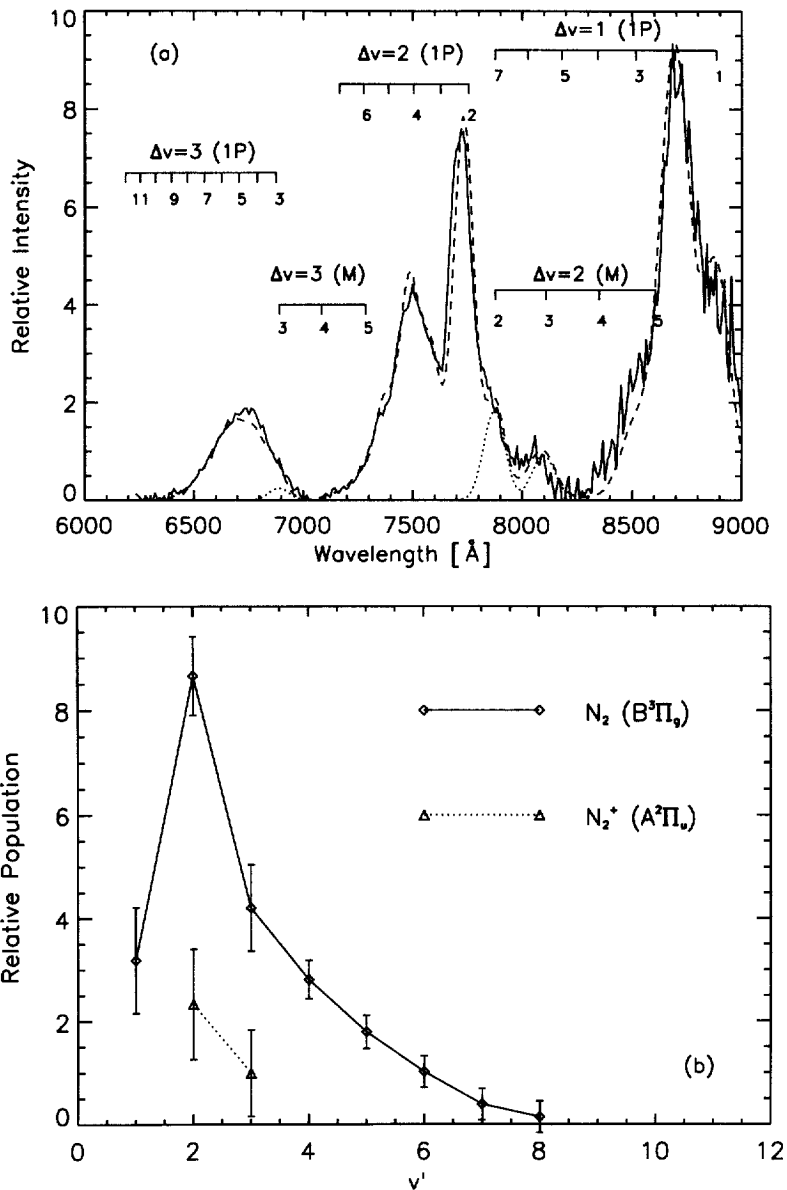 (a)
Δv=1 (1P)
7 5 3 1
Δv=2 (1P)
6 4 2
Δv=3 (1P)
11 9 7 5 3
Δv=3 (M)
3 4 5
Δv=2 (M)
2 3 4 5
10
8
6
4
2
0
Relative Intensity
6000 6500 7000 7500 8000 8500 9000
Wavelength [Å]
10
8
6
4
2
0
Relative Population
N₂ (B³Π_g)
N₂⁺ (A²Π_u)
(b)
0 2 4 6 8 10 12
v'